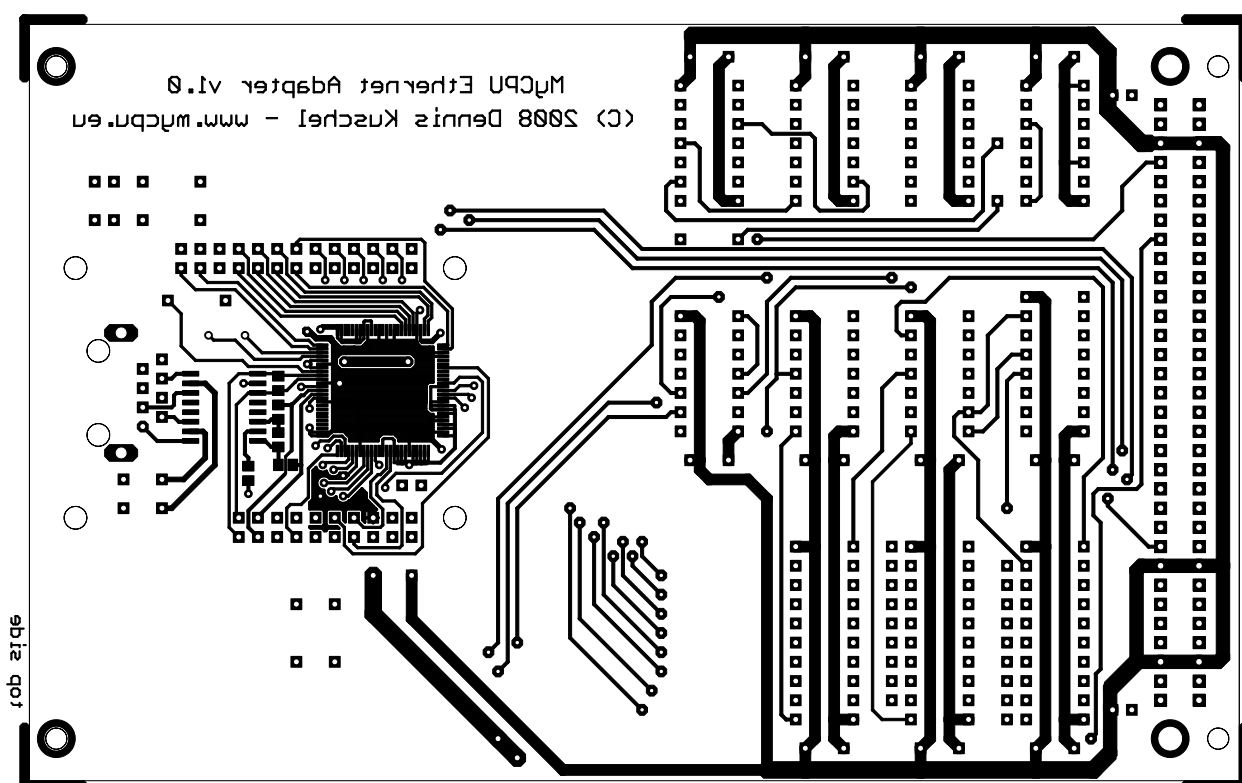 MyCPU Ethernet Adapter v1.0
(C) 2008 Dennis Kuschel - www.mycpu.eu
top side